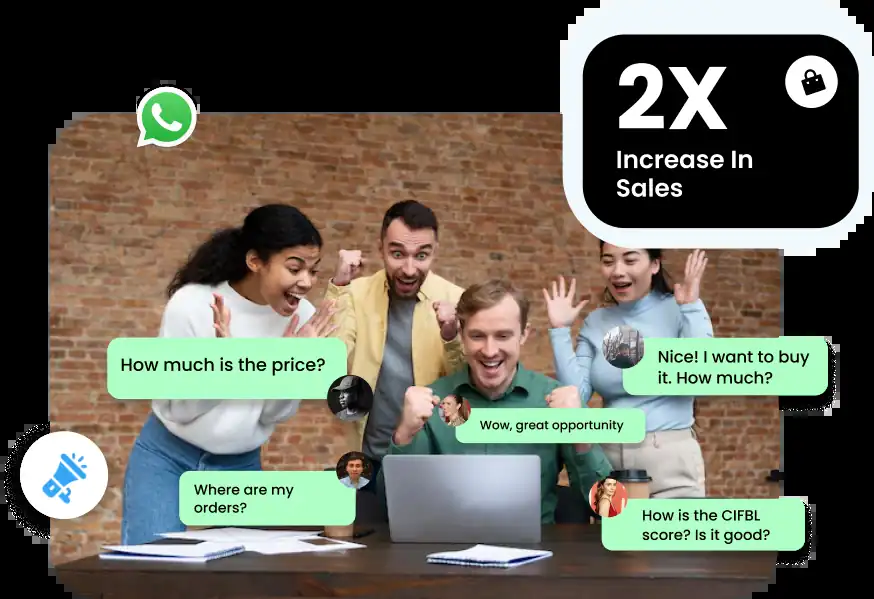 2X
Increase In
Sales
How much is the price?
Nice! I want to buy
it. How much?
Wow, great opportunity
Where are my
orders?
How is the CIFBL
score? Is it good?